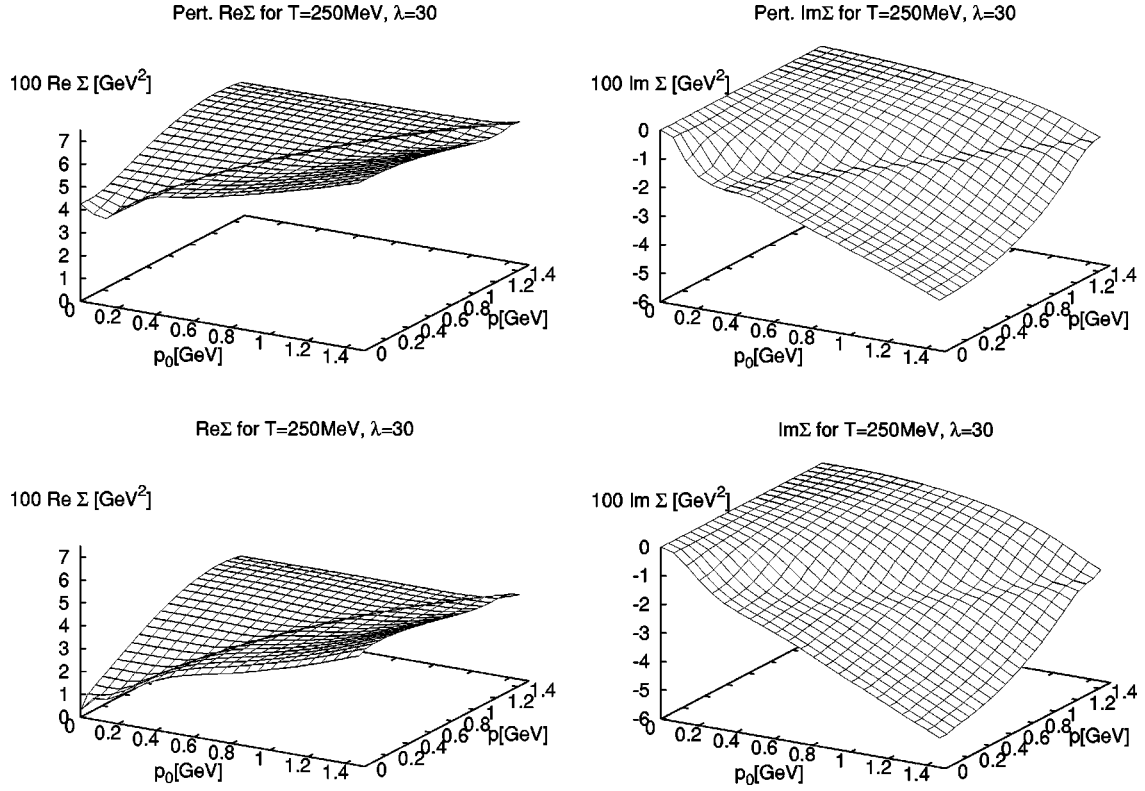 Pert. ReΣ for T=250MeV, λ=30
100 Re Σ [GeV²]
7
6
5
4
3
2
1
0
0 0.2 0.4 0.6 0.8 1 1.2 1.4
p₀[GeV]
0 0.2 0.4 0.6 0.8 1 1.2 1.4
p[GeV]
Pert. ImΣ for T=250MeV, λ=30
100 Im Σ [GeV²]
0
-1
-2
-3
-4
-5
-6
0 0.2 0.4 0.6 0.8 1 1.2 1.4
p₀[GeV]
0 0.2 0.4 0.6 0.8 1 1.2 1.4
p[GeV]
ReΣ for T=250MeV, λ=30
100 Re Σ [GeV²]
7
6
5
4
3
2
1
0
0 0.2 0.4 0.6 0.8 1 1.2 1.4
p₀[GeV]
0 0.2 0.4 0.6 0.8 1 1.2 1.4
p[GeV]
ImΣ for T=250MeV, λ=30
100 Im Σ [GeV²]
0
-1
-2
-3
-4
-5
-6
0 0.2 0.4 0.6 0.8 1 1.2 1.4
p₀[GeV]
0 0.2 0.4 0.6 0.8 1 1.2 1.4
p[GeV]